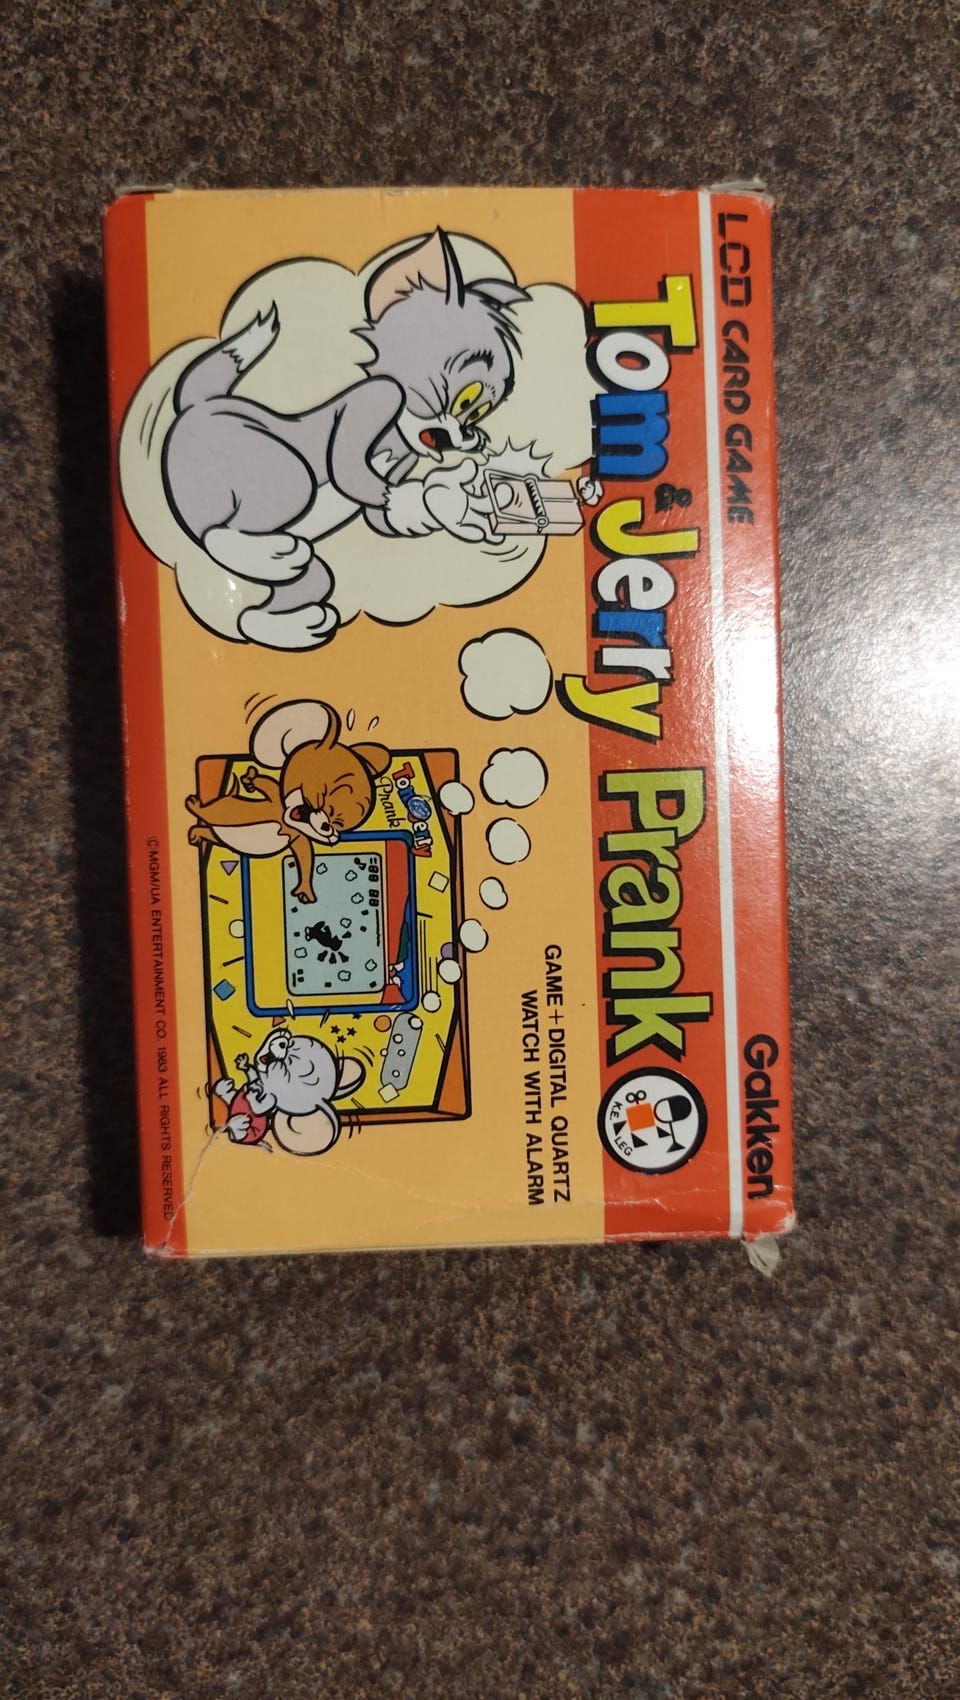 LCD CARD GAME
Gakken
Tom & Jerry Prank
GAME+DIGITAL QUARTZ
WATCH WITH ALARM
Tom & Jerry
Prank
©MGM/UA ENTERTAINMENT CO. 1983 ALL RIGHTS RESERVED